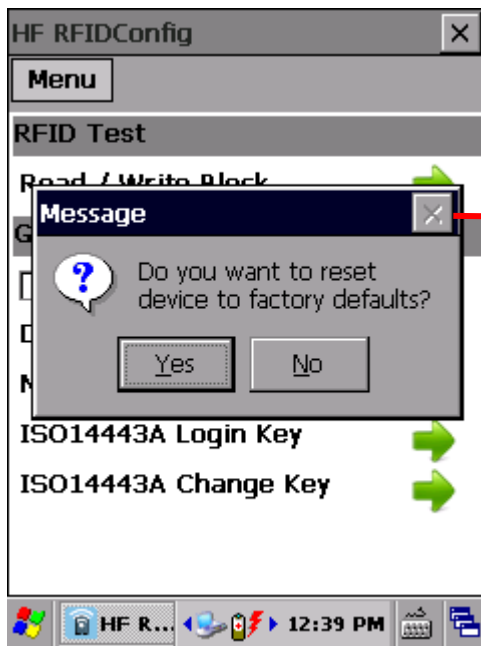 HF RFIDConfig
Menu
RFID Test
Message
Do you want to reset
device to factory defaults?
Yes No
ISO14443A Login Key
ISO14443A Change Key
HF R... 12:39 PM